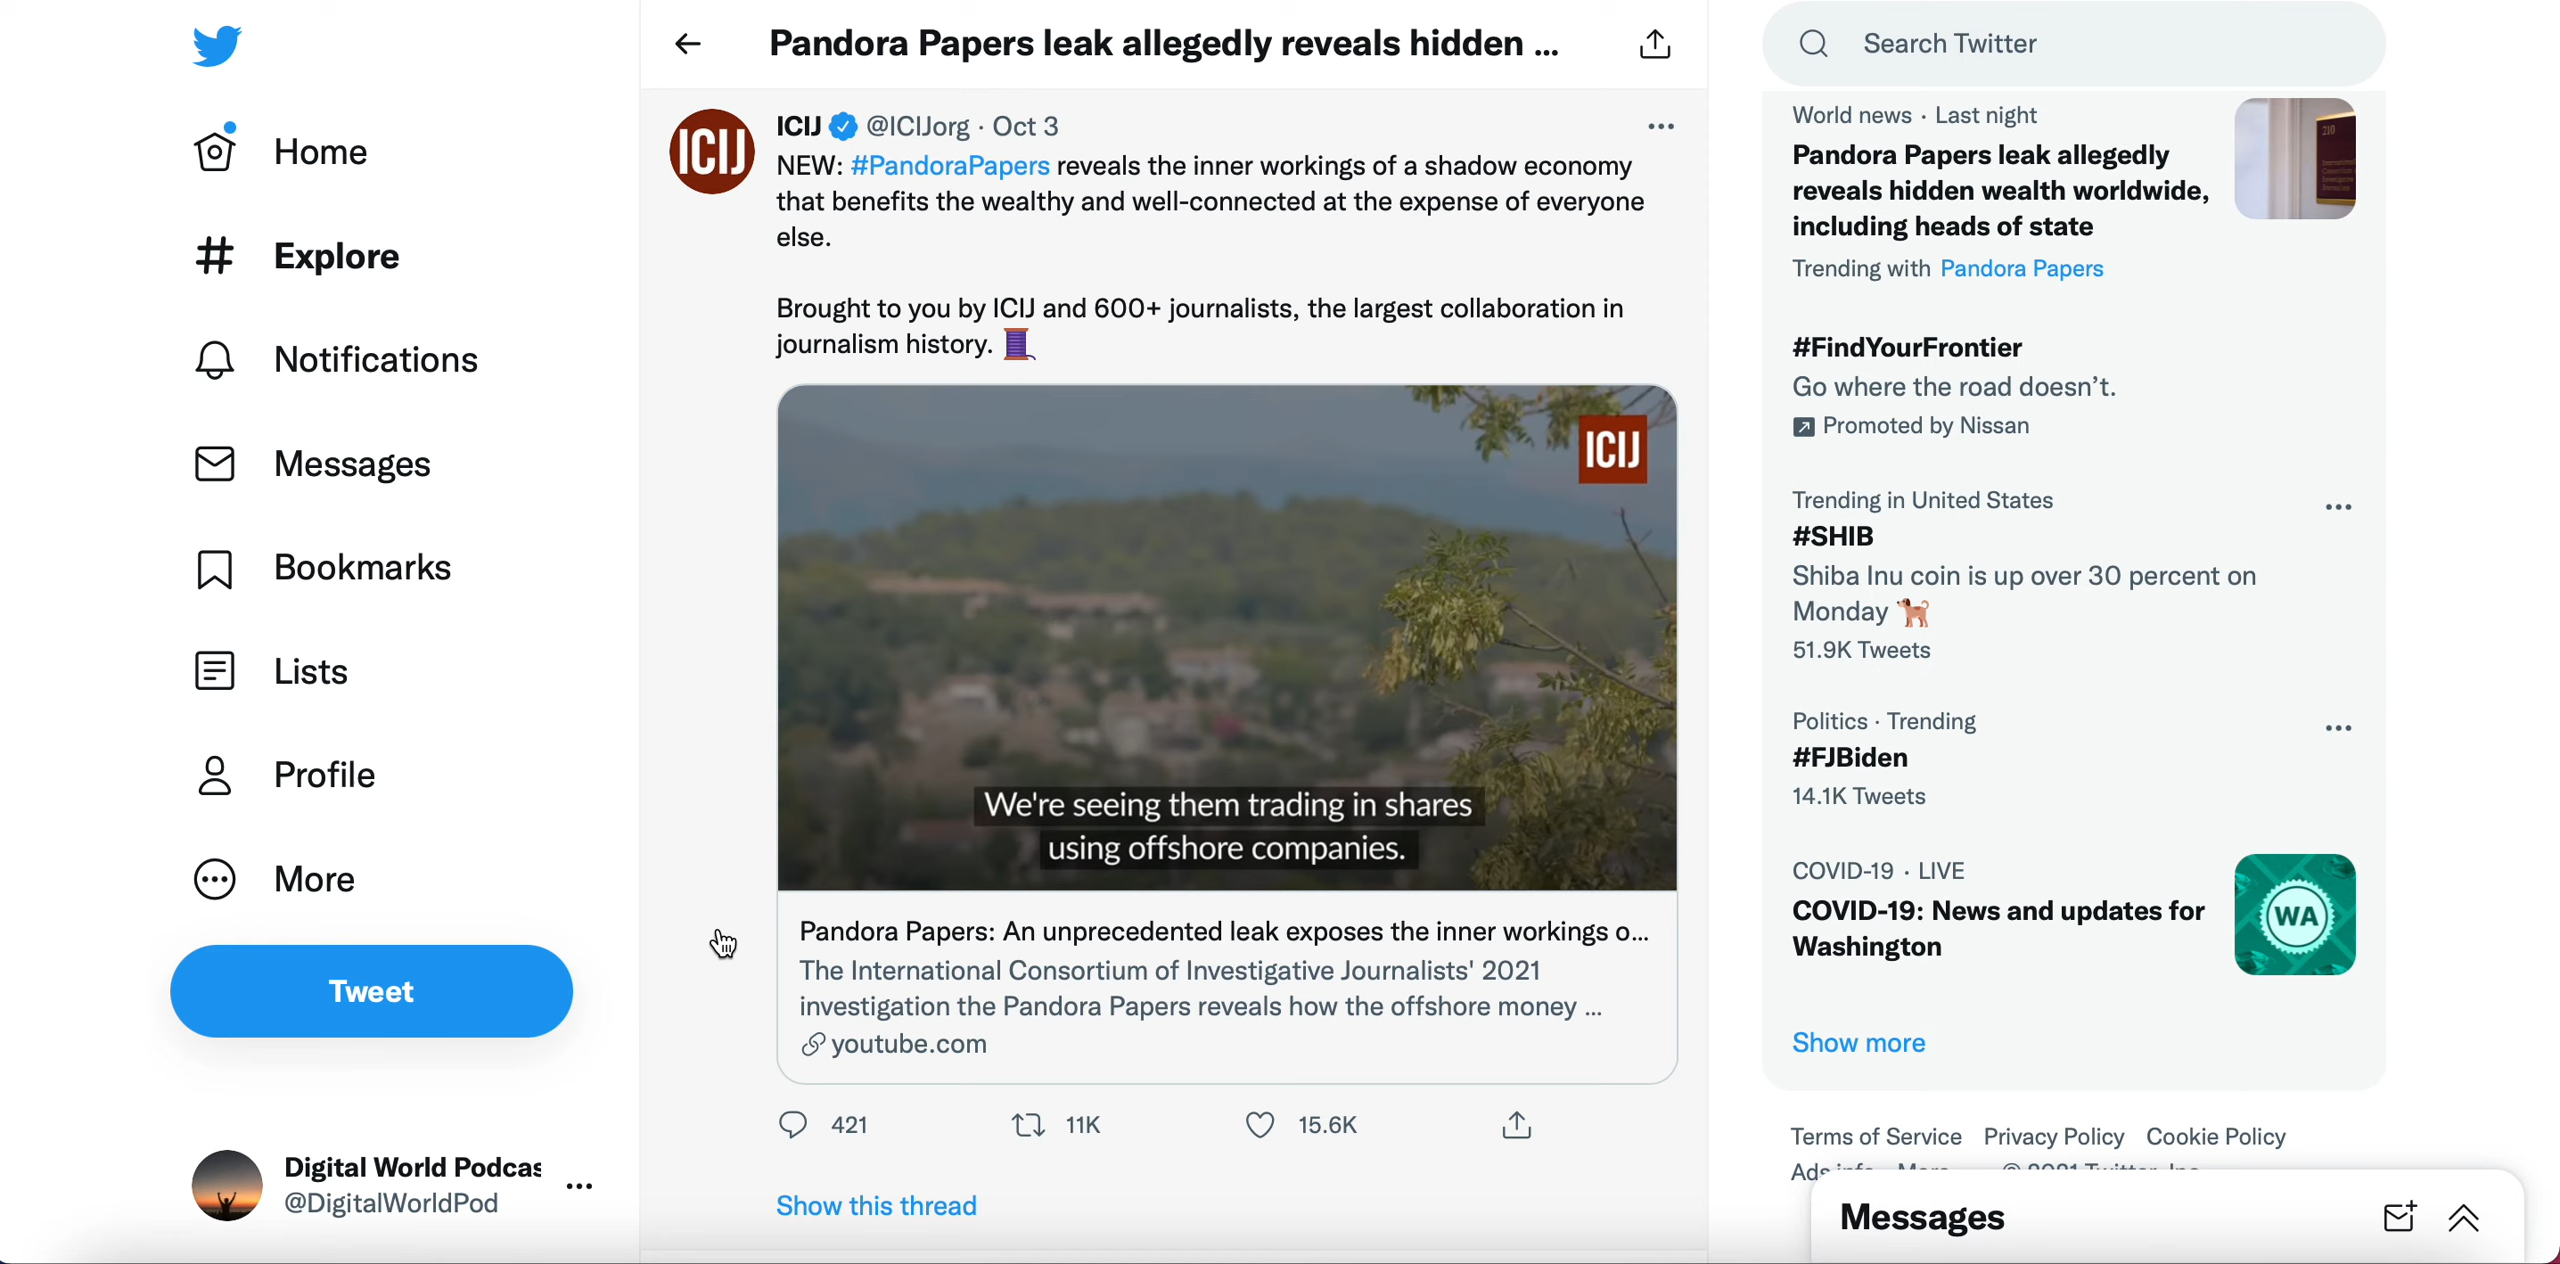 Home
Explore
Notifications
Messages
Bookmarks
Lists
Profile
More
Tweet
Digital World Podcas
@DigitalWorldPod
Pandora Papers leak allegedly reveals hidden ...
ICIJ
ICIJ @ICIJorg · Oct 3
NEW: #PandoraPapers reveals the inner workings of a shadow economy
that benefits the wealthy and well-connected at the expense of everyone
else.
Brought to you by ICIJ and 600+ journalists, the largest collaboration in
journalism history.
ICIJ
We're seeing them trading in shares
using offshore companies.
Pandora Papers: An unprecedented leak exposes the inner workings o...
The International Consortium of Investigative Journalists' 2021
investigation the Pandora Papers reveals how the offshore money ...
youtube.com
421 11K 15.6K
Show this thread
Search Twitter
World news · Last night
Pandora Papers leak allegedly
reveals hidden wealth worldwide,
including heads of state
Trending with Pandora Papers
210
#FindYourFrontier
Go where the road doesn't.
Promoted by Nissan
Trending in United States
#SHIB
Shiba Inu coin is up over 30 percent on
Monday
51.9K Tweets
Politics · Trending
#FJBiden
14.1K Tweets
COVID-19 · LIVE
COVID-19: News and updates for
Washington
WA
Show more
Terms of Service Privacy Policy Cookie Policy
Ads info More © 2021 Twitter, Inc.
Messages